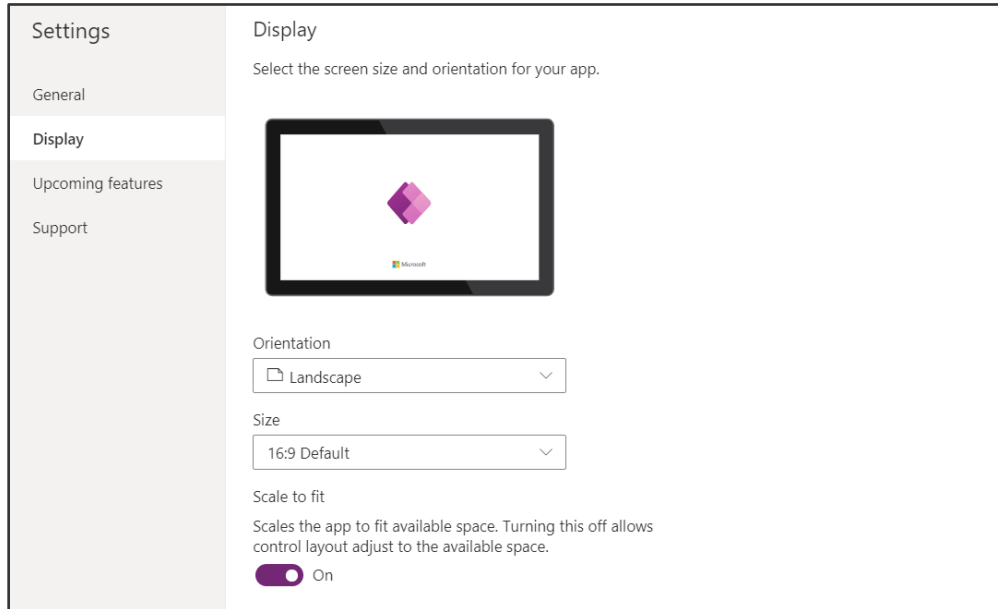 Settings
General
Display
Upcoming features
Support
Display
Select the screen size and orientation for your app.
Microsoft
Orientation
Landscape
Size
16:9 Default
Scale to fit
Scales the app to fit available space. Turning this off allows
control layout adjust to the available space.
On